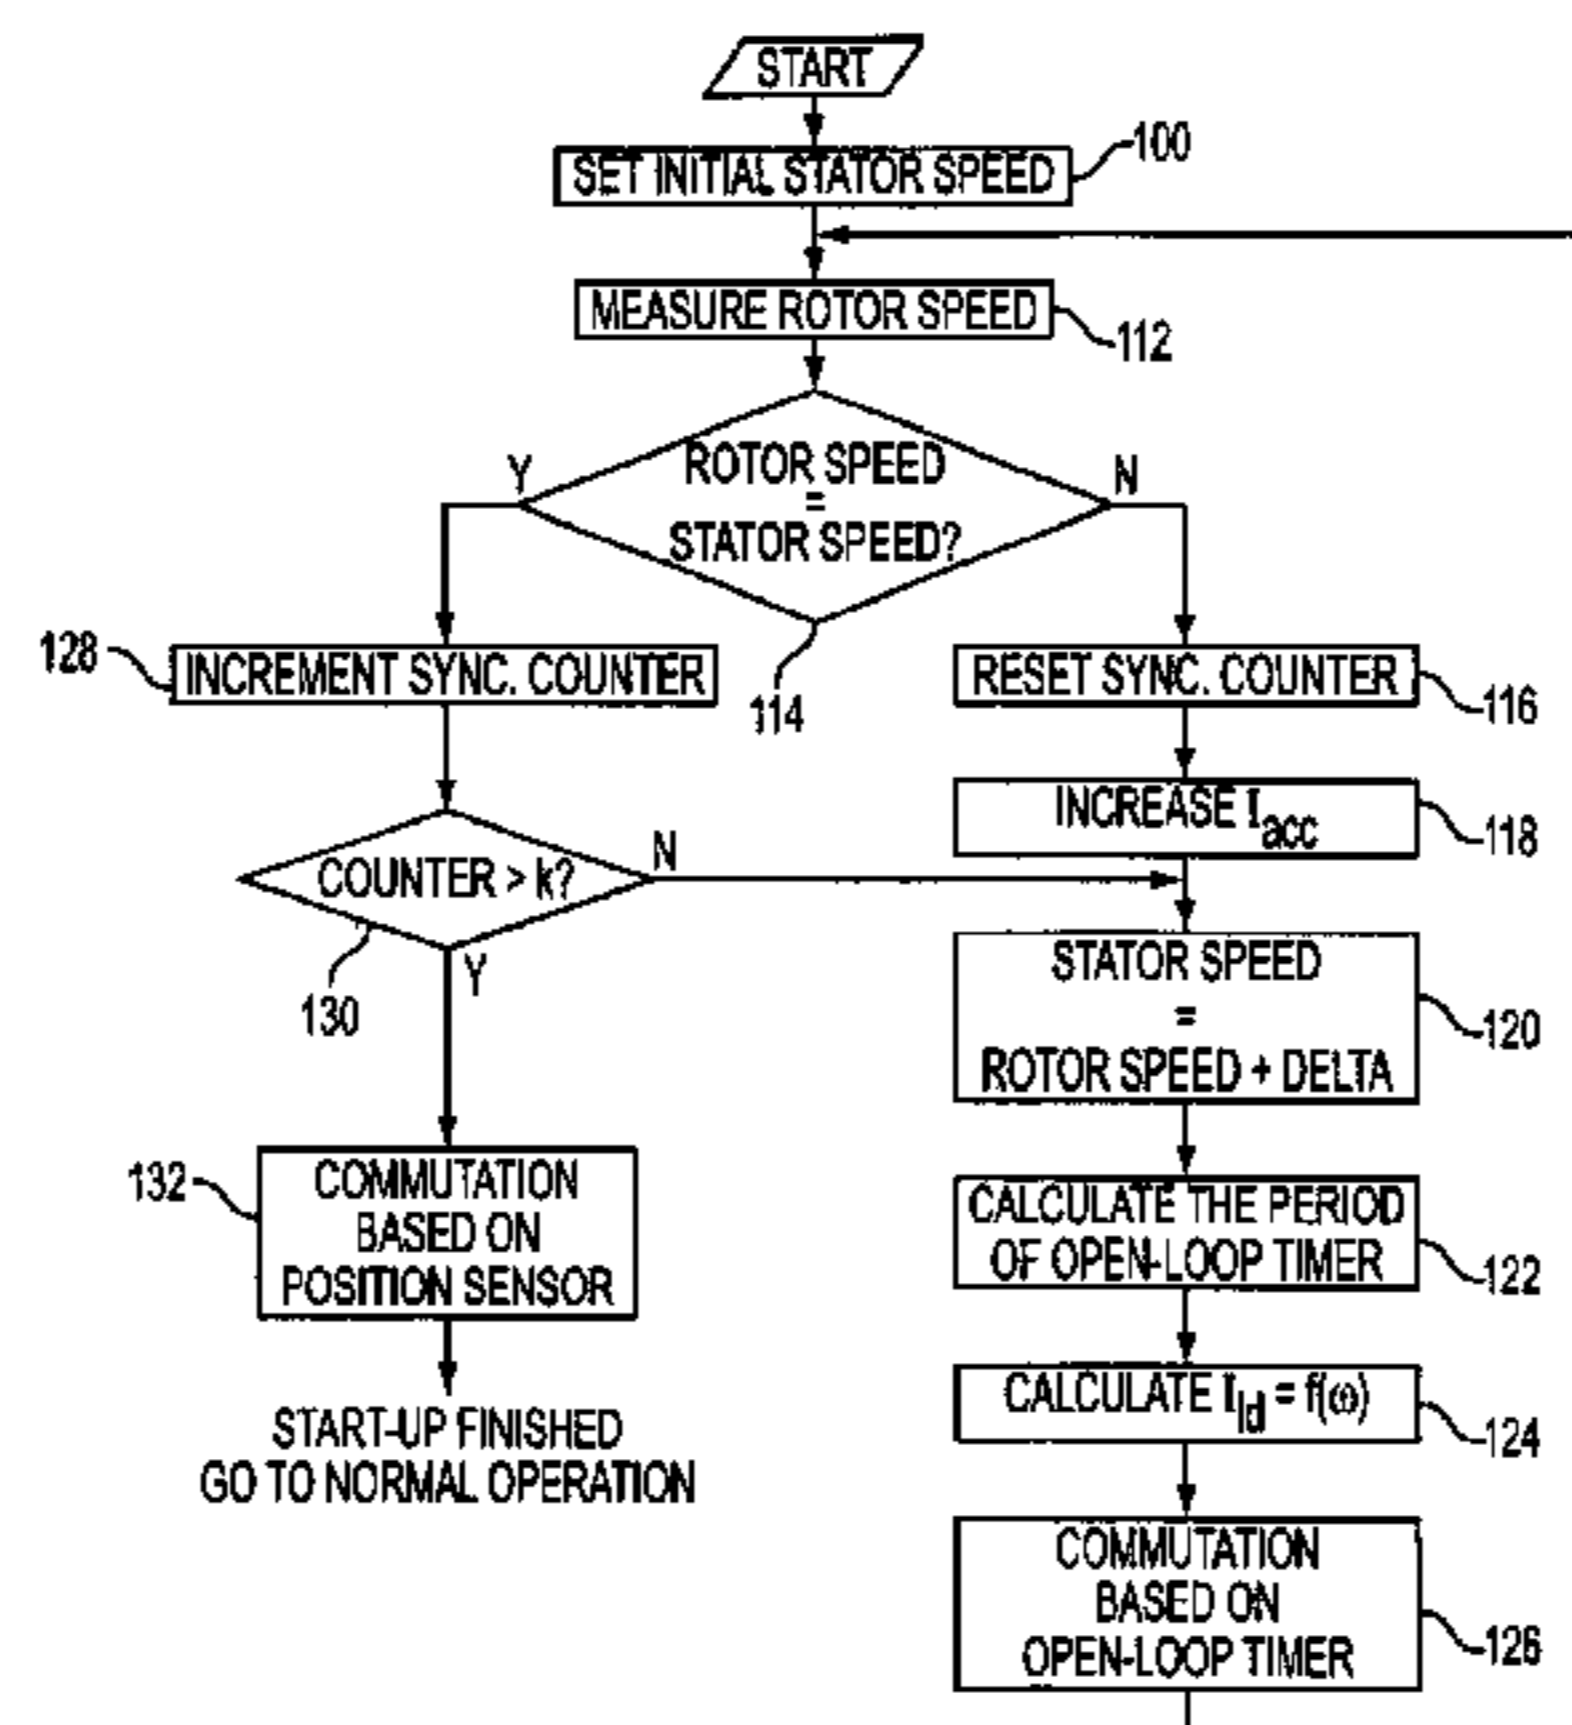 START
SET INITIAL STATOR SPEED
100
MEASURE ROTOR SPEED
112
ROTOR SPEED
=
STATOR SPEED?
Y
N
114
128
INCREMENT SYNC. COUNTER
RESET SYNC. COUNTER
116
INCREASE Iacc
118
COUNTER > k?
N
Y
130
STATOR SPEED
=
ROTOR SPEED + DELTA
120
132
COMMUTATION
BASED ON
POSITION SENSOR
CALCULATE THE PERIOD
OF OPEN-LOOP TIMER
122
CALCULATE Ild = f(ω)
124
START-UP FINISHED
GO TO NORMAL OPERATION
COMMUTATION
BASED ON
OPEN-LOOP TIMER
126